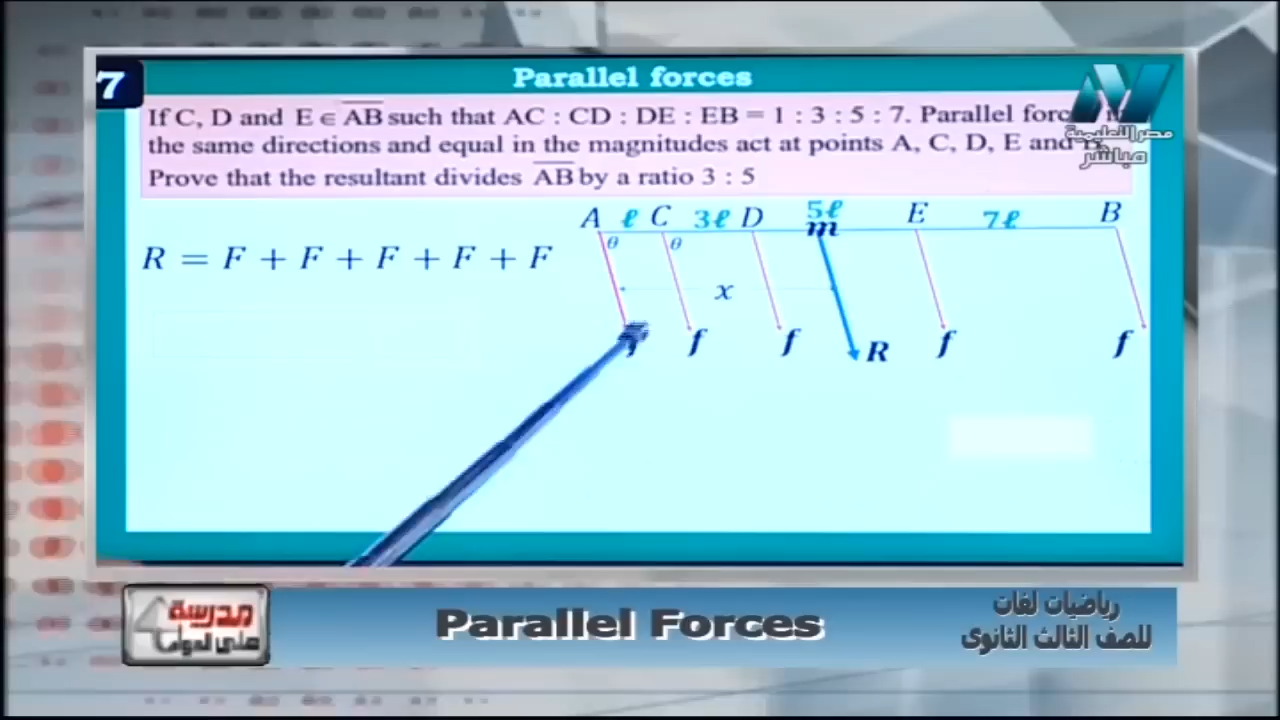 7
Parallel forces
If C, D and E ∈ AB such that AC : CD : DE : EB = 1 : 3 : 5 : 7. Parallel
the same directions and equal in the magnitudes act at points A, C, D, E and
Prove that the resultant divides AB by a ratio 3 : 5
مصر التعليمية
مباشر
A ℓ C 3ℓ D 5ℓ E 7ℓ B
m
θ θ
R = F + F + F + F + F
x
f f R f f
مدرسة
على الهواء
Parallel Forces
رياضيات لغات
للصف الثالث الثانوى